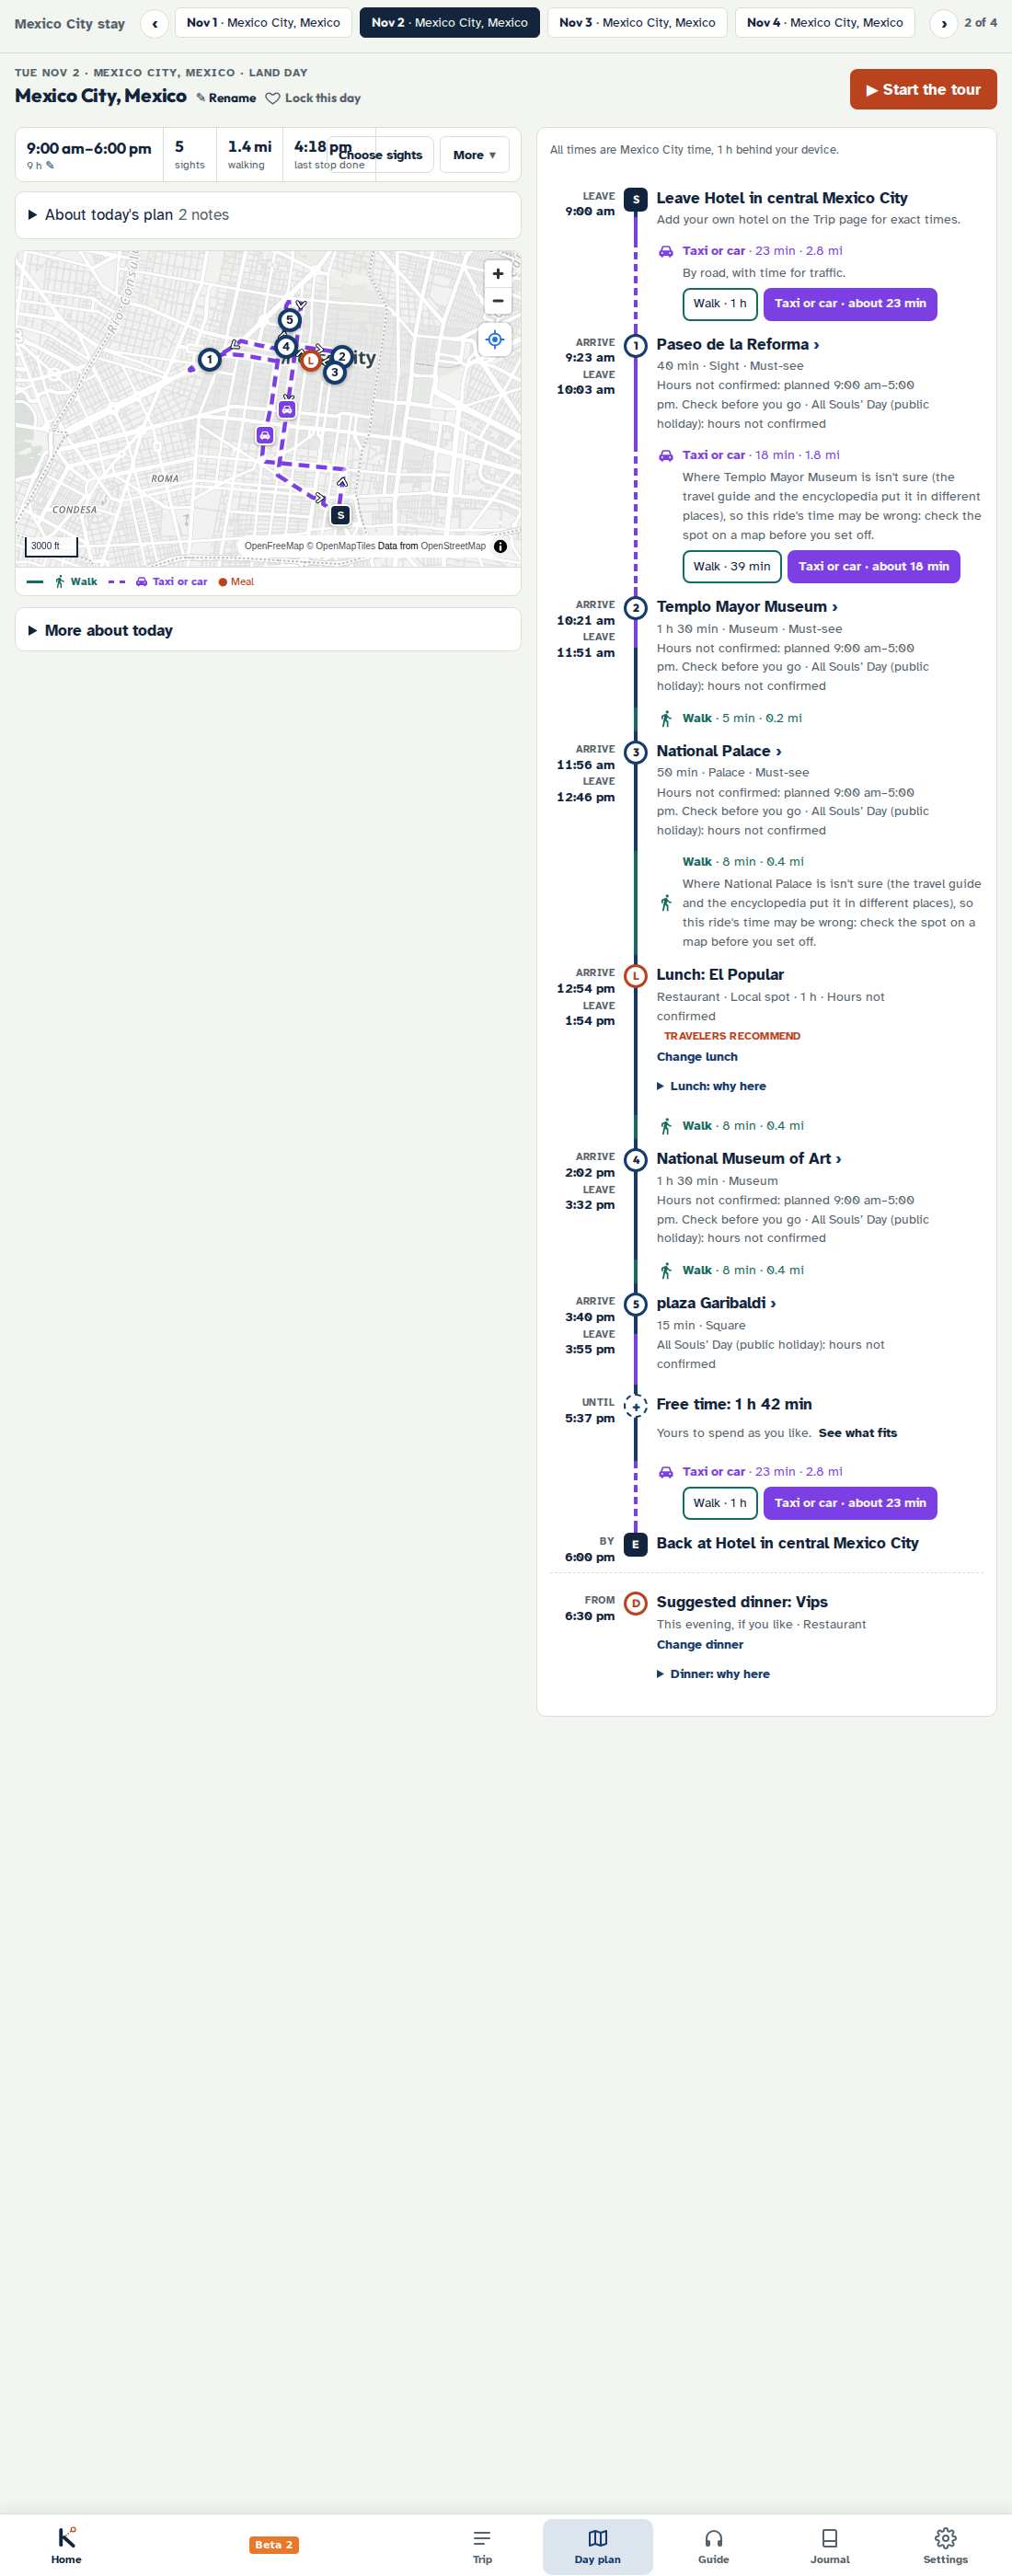 Mexico City stay
‹
Nov 1 · Mexico City, Mexico
Nov 2 · Mexico City, Mexico
Nov 3 · Mexico City, Mexico
Nov 4 · Mexico City, Mexico
›
2 of 4
TUE NOV 2 · MEXICO CITY, MEXICO · LAND DAY
Mexico City, Mexico ✎ Rename Lock this day
▶ Start the tour
9:00 am–6:00 pm
9 h ✎
5
sights
1.4 mi
walking
4:18 pm
last stop done
Choose sights
More ▾
▶ About today's plan 2 notes
Río Consul
5
4
1
L
2
3
ity
ROMA
CONDESA
S
3000 ft
OpenFreeMap © OpenMapTiles Data from OpenStreetMap
Walk
Taxi or car
Meal
▶ More about today
All times are Mexico City time, 1 h behind your device.
LEAVE
9:00 am
S
Leave Hotel in central Mexico City
Add your own hotel on the Trip page for exact times.
Taxi or car · 23 min · 2.8 mi
By road, with time for traffic.
Walk · 1 h
Taxi or car · about 23 min
ARRIVE
9:23 am
LEAVE
10:03 am
1
Paseo de la Reforma ›
40 min · Sight · Must-see
Hours not confirmed: planned 9:00 am–5:00
pm. Check before you go · All Souls' Day (public
holiday): hours not confirmed
Taxi or car · 18 min · 1.8 mi
Where Templo Mayor Museum is isn't sure (the
travel guide and the encyclopedia put it in different
places), so this ride's time may be wrong: check the
spot on a map before you set off.
Walk · 39 min
Taxi or car · about 18 min
ARRIVE
10:21 am
LEAVE
11:51 am
2
Templo Mayor Museum ›
1 h 30 min · Museum · Must-see
Hours not confirmed: planned 9:00 am–5:00
pm. Check before you go · All Souls' Day (public
holiday): hours not confirmed
Walk · 5 min · 0.2 mi
ARRIVE
11:56 am
LEAVE
12:46 pm
3
National Palace ›
50 min · Palace · Must-see
Hours not confirmed: planned 9:00 am–5:00
pm. Check before you go · All Souls' Day (public
holiday): hours not confirmed
Walk · 8 min · 0.4 mi
Where National Palace is isn't sure (the travel guide
and the encyclopedia put it in different places), so
this ride's time may be wrong: check the spot on a
map before you set off.
ARRIVE
12:54 pm
LEAVE
1:54 pm
L
Lunch: El Popular
Restaurant · Local spot · 1 h · Hours not
confirmed
TRAVELERS RECOMMEND
Change lunch
▶ Lunch: why here
Walk · 8 min · 0.4 mi
ARRIVE
2:02 pm
LEAVE
3:32 pm
4
National Museum of Art ›
1 h 30 min · Museum
Hours not confirmed: planned 9:00 am–5:00
pm. Check before you go · All Souls' Day (public
holiday): hours not confirmed
Walk · 8 min · 0.4 mi
ARRIVE
3:40 pm
LEAVE
3:55 pm
5
plaza Garibaldi ›
15 min · Square
All Souls' Day (public holiday): hours not
confirmed
UNTIL
5:37 pm
+
Free time: 1 h 42 min
Yours to spend as you like. See what fits
Taxi or car · 23 min · 2.8 mi
Walk · 1 h
Taxi or car · about 23 min
BY
6:00 pm
E
Back at Hotel in central Mexico City
FROM
6:30 pm
D
Suggested dinner: Vips
This evening, if you like · Restaurant
Change dinner
▶ Dinner: why here
Home
Beta 2
Trip
Day plan
Guide
Journal
Settings